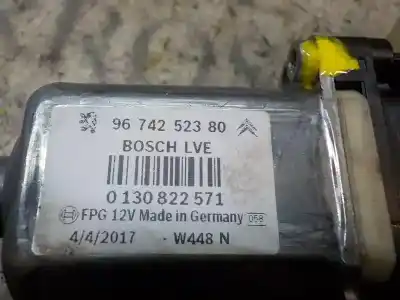 96 742 523 80
BOSCH LVE
0 130 822 571
FPG 12V Made in Germany 058
4/4/2017 - W448 N